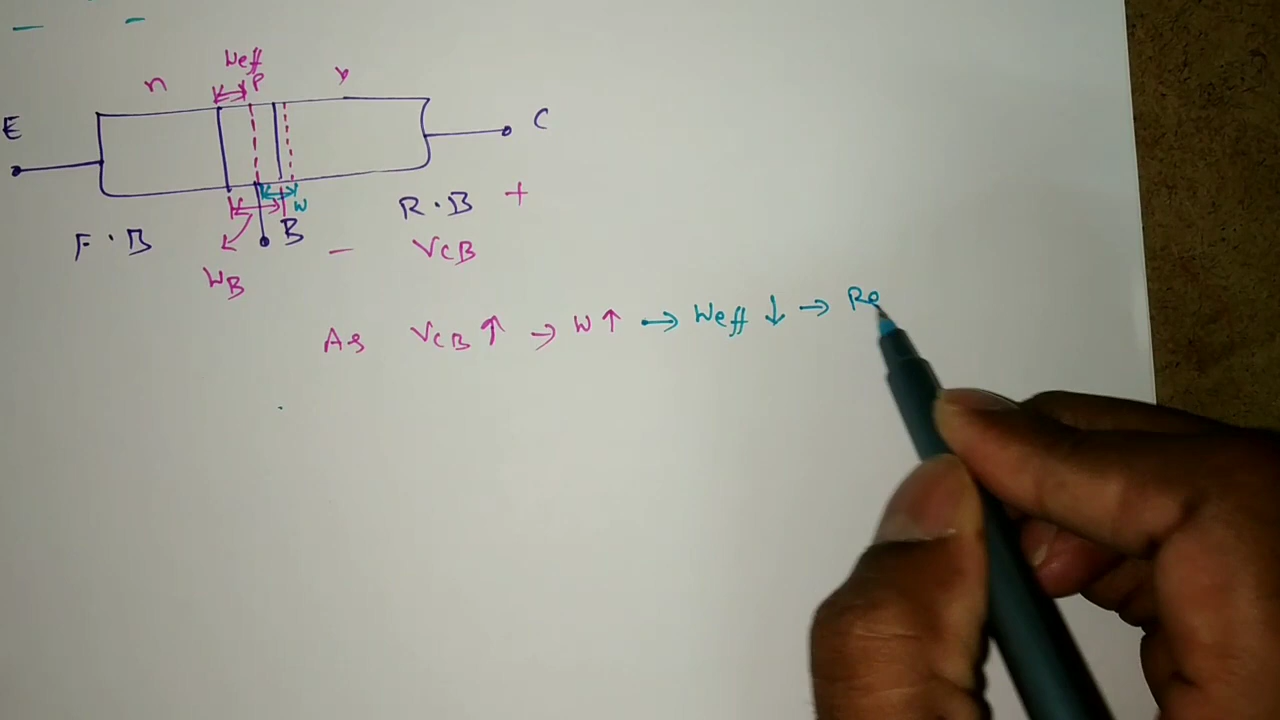 Weff
n P
E C
W
R.B +
F.B B
- VCB
WB
As VCB ↑ → W ↑ → Weff ↓ → Re